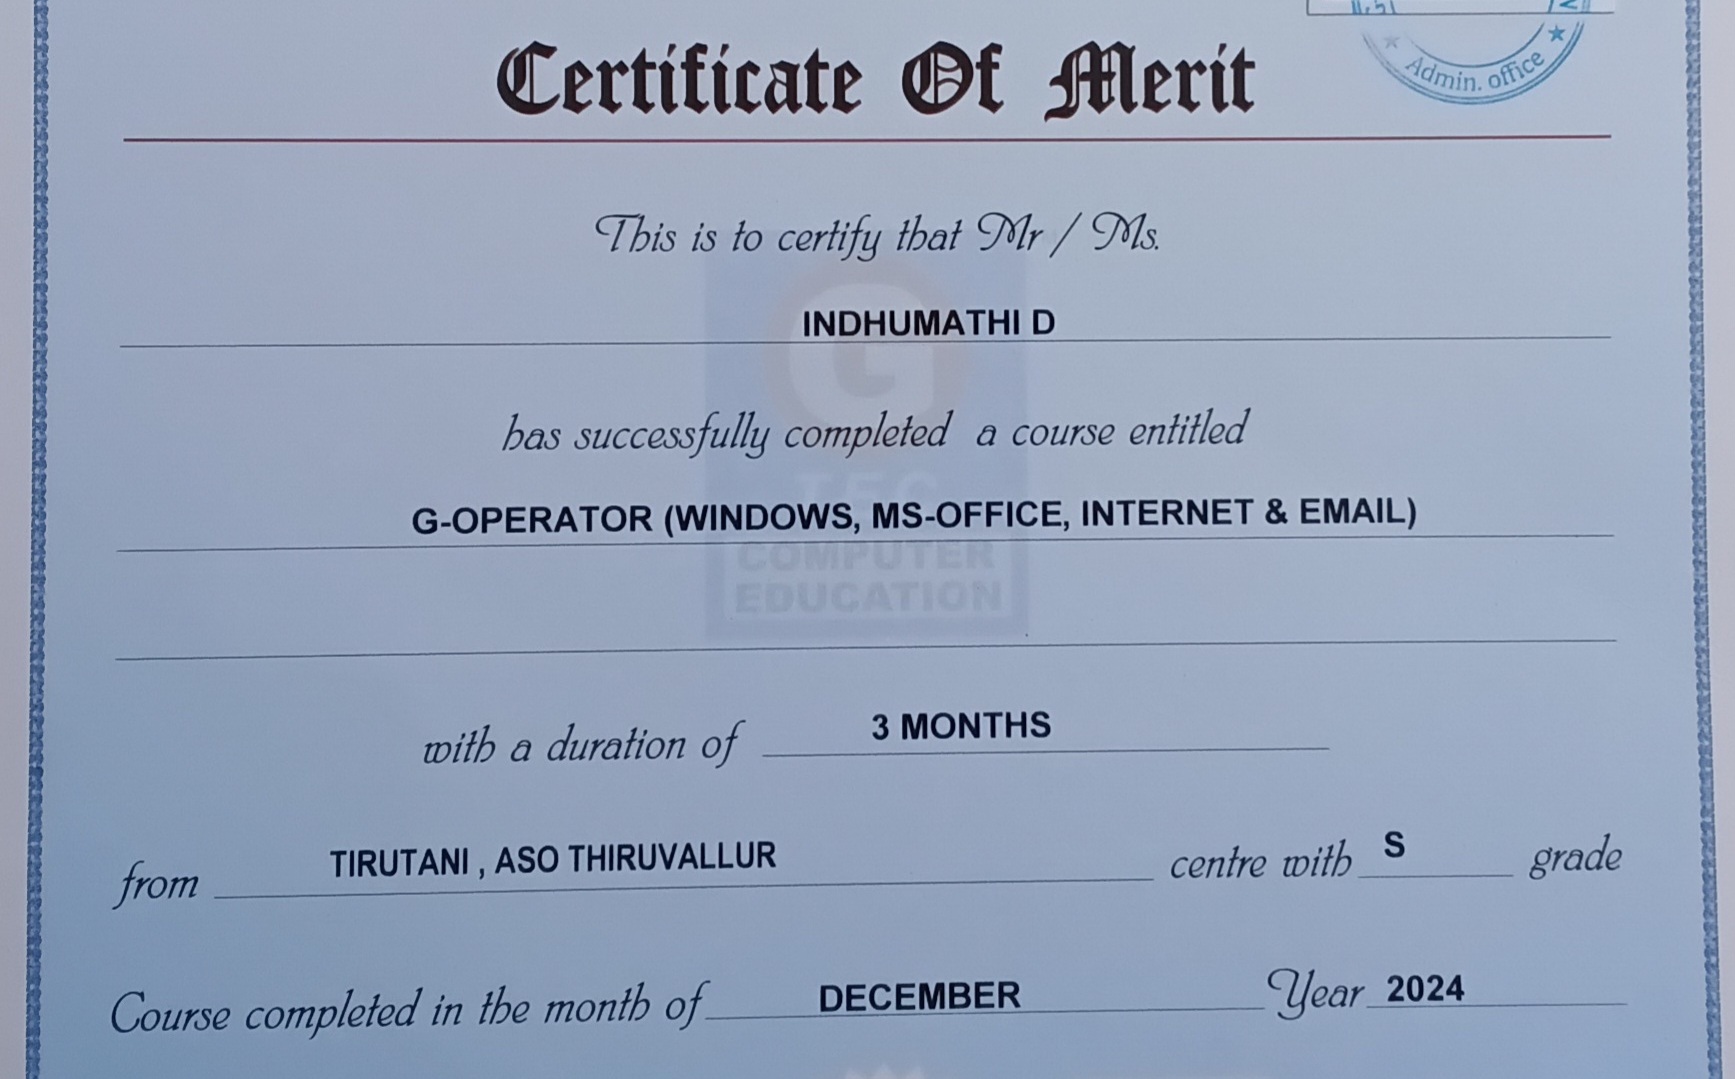 Admin. office
Certificate Of Merit
This is to certify that Mr / Ms.
INDHUMATHI D
has successfully completed a course entitled
G-OPERATOR (WINDOWS, MS-OFFICE, INTERNET & EMAIL)
G
TEC
COMPUTER
EDUCATION
with a duration of 3 MONTHS
from TIRUTANI , ASO THIRUVALLUR centre with S grade
Course completed in the month of DECEMBER Year 2024